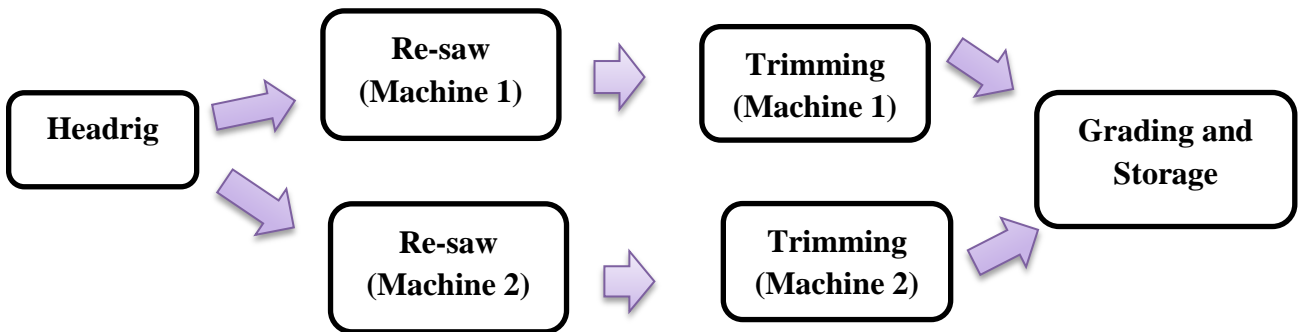 Headrig
Re-saw
(Machine 1)
Trimming
(Machine 1)
Grading and
Storage
Re-saw
(Machine 2)
Trimming
(Machine 2)